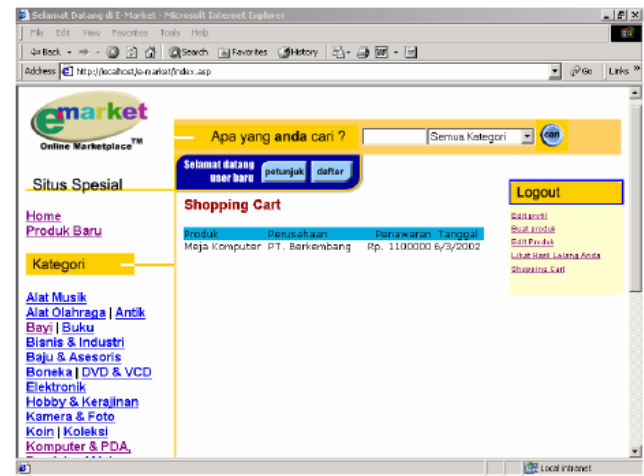 Selamat Datang di E-Market - Microsoft Internet Explorer
File Edit View Favorites Tools Help
Back Search Favorites History
Address http://localhost/e-market/index.asp Go Links »
emarket
Online Marketplace™
Apa yang anda cari ? Semua Kategori cari
Selamat datang
user baru petunjuk daftar
Situs Spesial
Home
Produk Baru
Kategori
Alat Musik
Alat Olahraga | Antik
Bayi | Buku
Bisnis & Industri
Baju & Asesoris
Boneka | DVD & VCD
Elektronik
Hobby & Kerajinan
Kamera & Foto
Koin | Koleksi
Komputer & PDA,
Shopping Cart
Produk Perusahaan Penawaran Tanggal
Meja Komputer PT. Berkembang Rp. 1100000 6/3/2002
Logout
Edit profil
Buat produk
Edit Produk
Lihat Hasil Lelang Anda
Shopping Cart
Local intranet